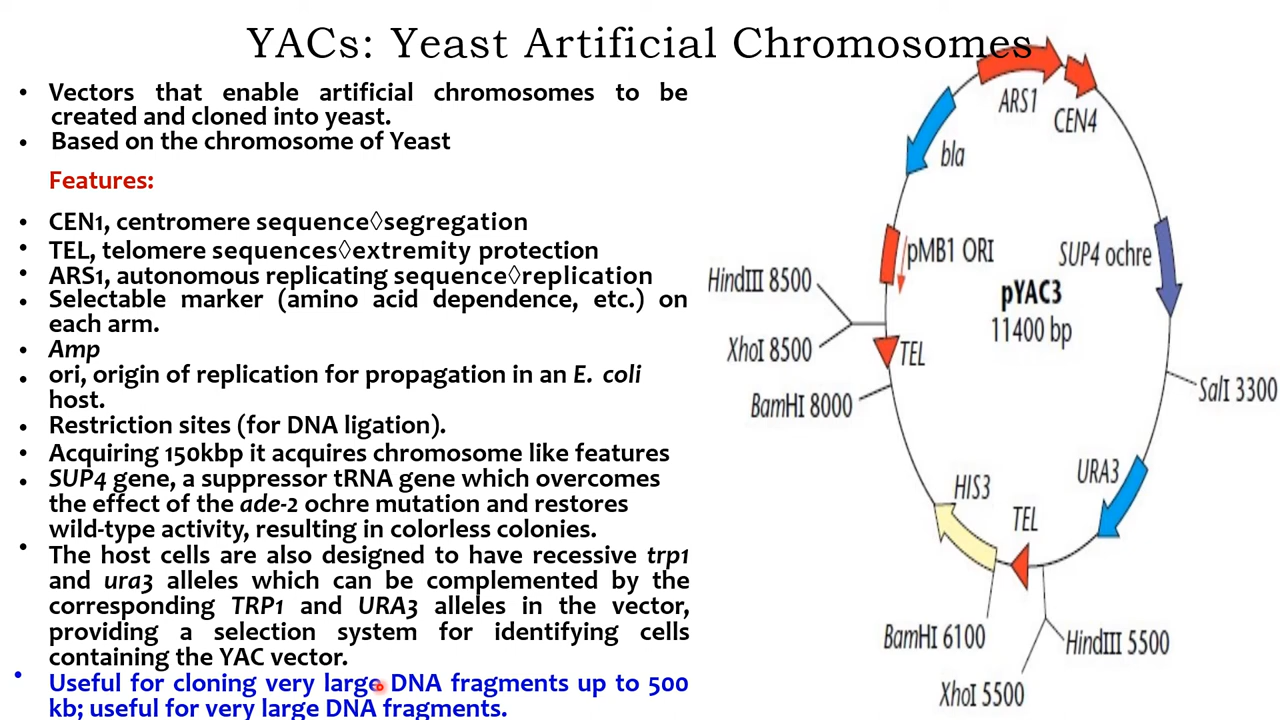 YACs: Yeast Artificial Chromosomes
• Vectors that enable artificial chromosomes to be
created and cloned into yeast.
• Based on the chromosome of Yeast
Features:
• CEN1, centromere sequence◊segregation
• TEL, telomere sequences◊extremity protection
• ARS1, autonomous replicating sequence◊replication
• Selectable marker (amino acid dependence, etc.) on
each arm.
• Amp
• ori, origin of replication for propagation in an E. coli
host.
• Restriction sites (for DNA ligation).
• Acquiring 150kbp it acquires chromosome like features
• SUP4 gene, a suppressor tRNA gene which overcomes
the effect of the ade-2 ochre mutation and restores
wild-type activity, resulting in colorless colonies.
• The host cells are also designed to have recessive trp1
and ura3 alleles which can be complemented by the
corresponding TRP1 and URA3 alleles in the vector,
providing a selection system for identifying cells
containing the YAC vector.
• Useful for cloning very large DNA fragments up to 500
kb; useful for very large DNA fragments.
ARS1
CEN4
bla
pMB1 ORI
SUP4 ochre
HindIII 8500
pYAC3
11400 bp
XhoI 8500
TEL
BamHI 8000
SalI 3300
URA3
HIS3
TEL
BamHI 6100
HindIII 5500
XhoI 5500